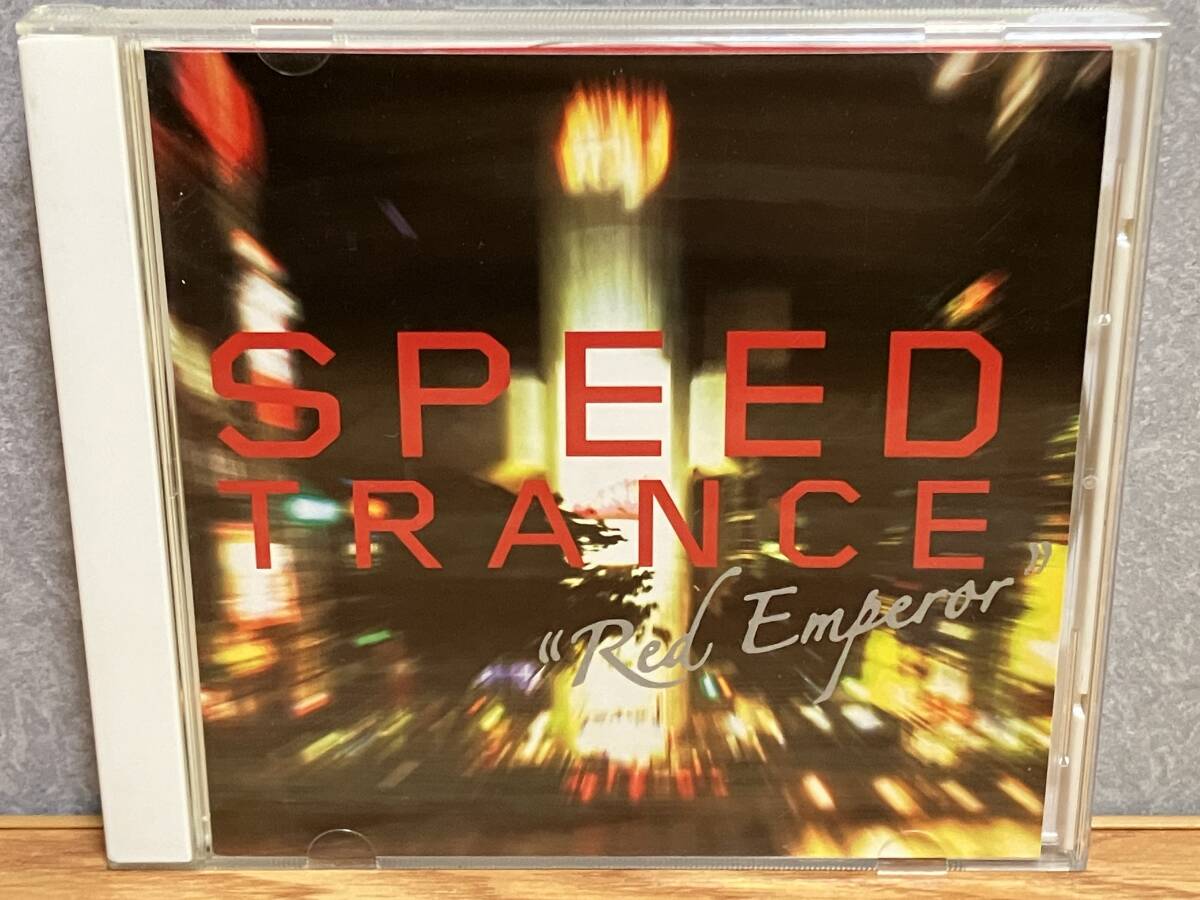 SPEED
TRANCE
“Red Emperor”